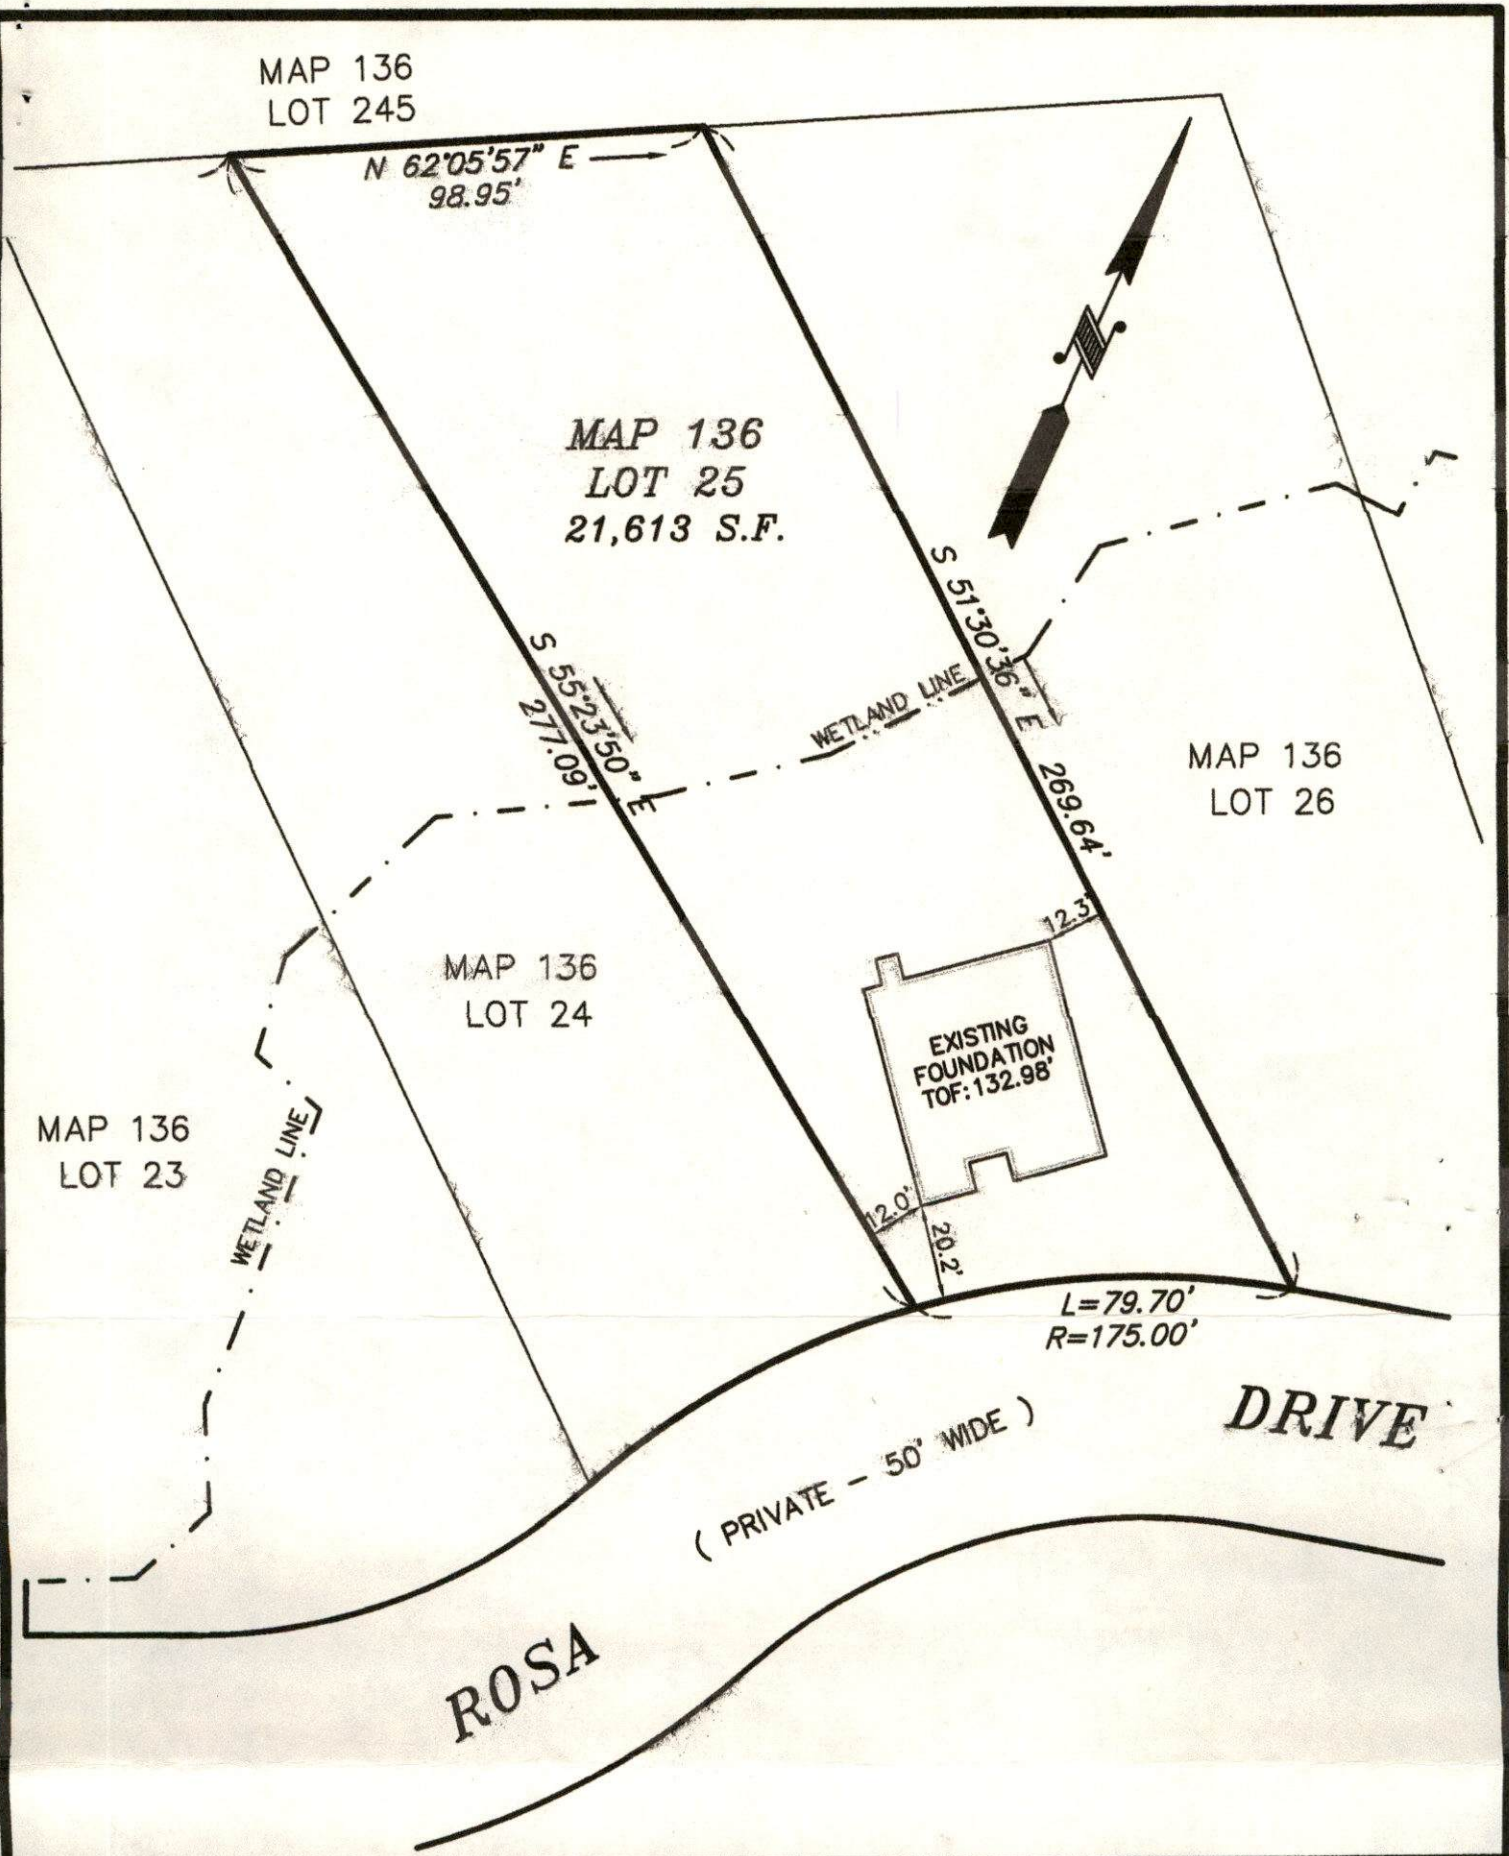 MAP 136
LOT 245
N 62°05'57" E
98.95'
MAP 136
LOT 25
21,613 S.F.
S 51°30'36" E
269.64'
S 55°23'50" E
277.09'
WETLAND LINE
MAP 136
LOT 26
12.3'
MAP 136
LOT 24
EXISTING
FOUNDATION
TOF: 132.98'
MAP 136
LOT 23
WETLAND LINE
12.0'
20.2'
L=79.70'
R=175.00'
( PRIVATE - 50' WIDE )
ROSA DRIVE